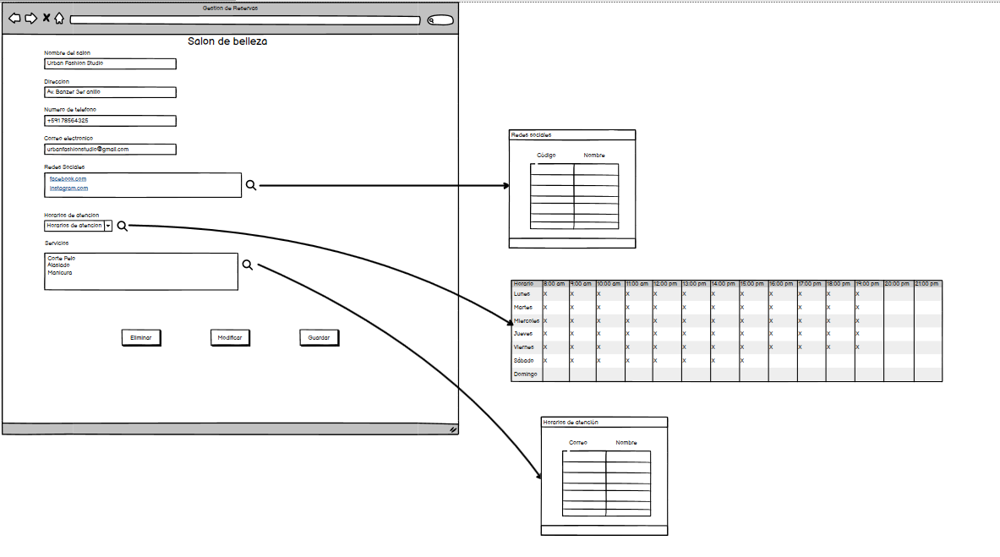 Gestion de Reservas
Salon de belleza
Nombre del salon
Urban Fashion Studio
Direccion
Av. Banzer 3er anillo
Numero de telefono
+591 78564325
Correo electronico
urbanfashionstudio@gmail.com
Redes Sociales
facebook.com
instagram.com
Horarios de atencion
Horarios de atencion
Servicios
Corte Pelo
Alasiado
Manicura
Eliminar Modificar Guardar
Redes sociales
Código Nombre
Horario 8:00 am 9:00 am 10:00 am 11:00 am 12:00 pm 13:00 pm 14:00 pm 15:00 pm 16:00 pm 17:00 pm 18:00 pm 19:00 pm 20:00 pm 21:00 pm
Lunes X X X X X X X X X X X X
Martes X X X X X X X X X X X X
Miercoles X X X X X X X X X X X X
Jueves X X X X X X X X X X X X
Viernes X X X X X X X X X X X X
Sábado X X X X X X X X
Domingo
Horarios de atención
Correo Nombre